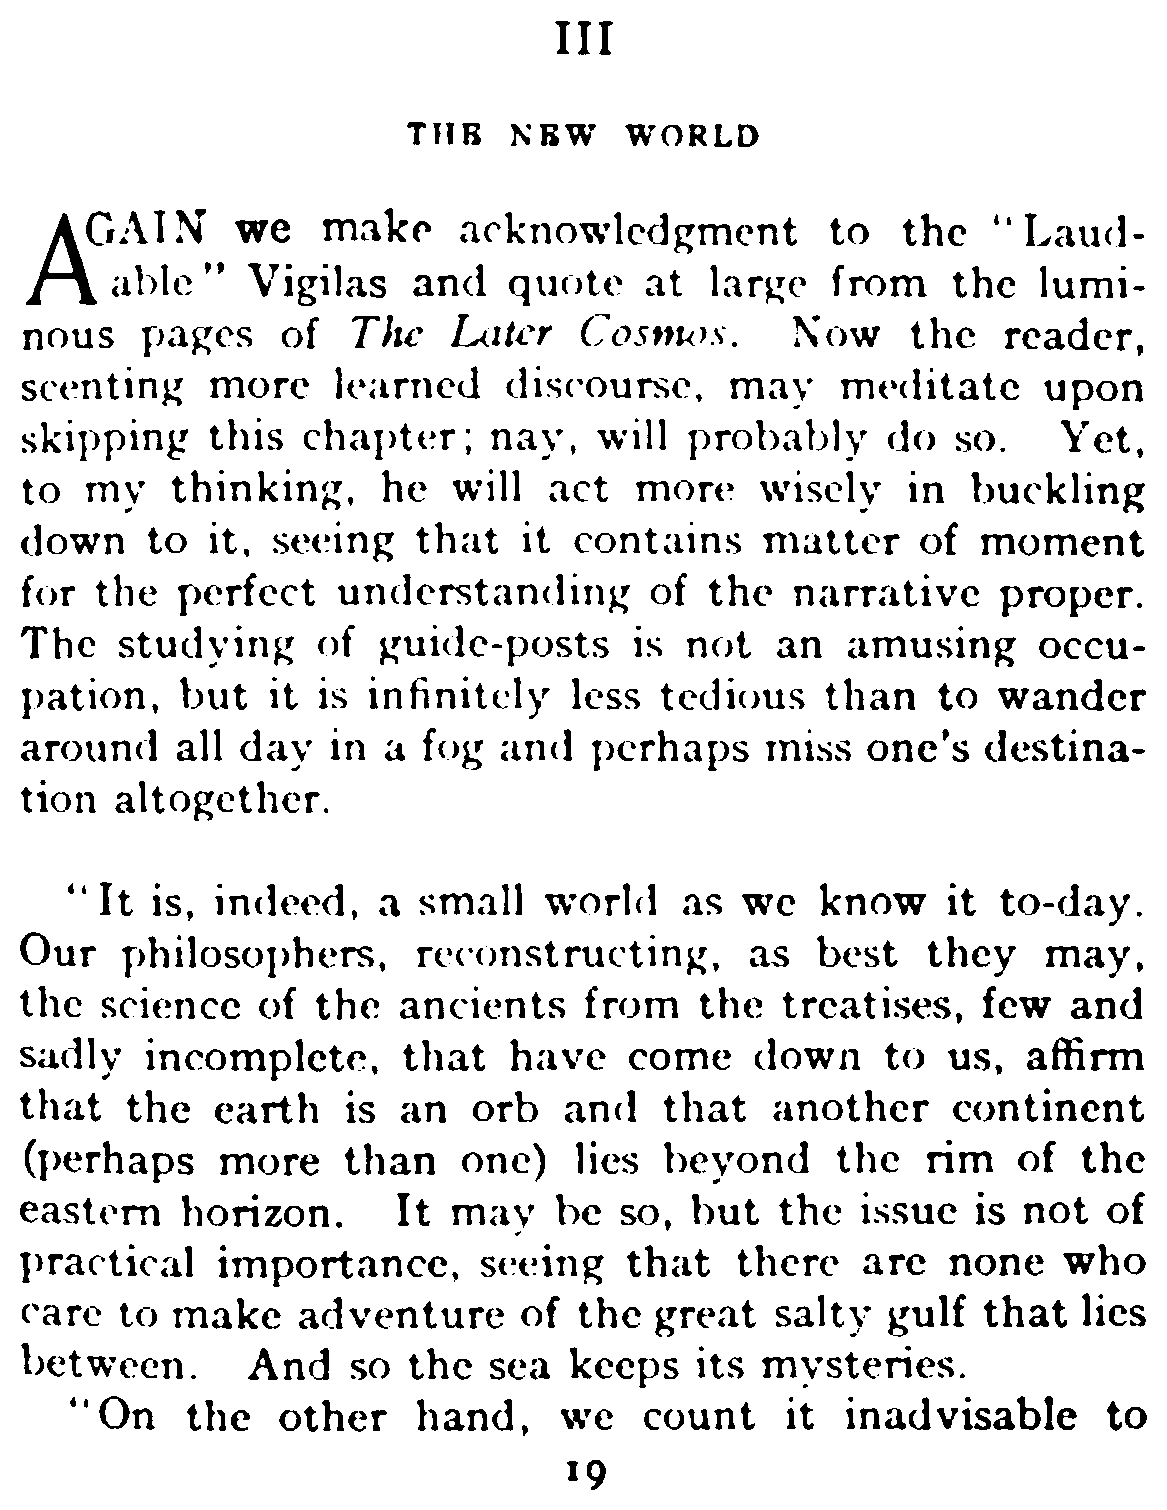 III
THE NEW WORLD
AGAIN we make acknowledgment to the "Laud-
able" Vigilas and quote at large from the lumi-
nous pages of The Later Cosmos. Now the reader,
scenting more learned discourse, may meditate upon
skipping this chapter; nay, will probably do so. Yet,
to my thinking, he will act more wisely in buckling
down to it, seeing that it contains matter of moment
for the perfect understanding of the narrative proper.
The studying of guide-posts is not an amusing occu-
pation, but it is infinitely less tedious than to wander
around all day in a fog and perhaps miss one's destina-
tion altogether.
"It is, indeed, a small world as we know it to-day.
Our philosophers, reconstructing, as best they may,
the science of the ancients from the treatises, few and
sadly incomplete, that have come down to us, affirm
that the earth is an orb and that another continent
(perhaps more than one) lies beyond the rim of the
eastern horizon. It may be so, but the issue is not of
practical importance, seeing that there are none who
care to make adventure of the great salty gulf that lies
between. And so the sea keeps its mysteries.
"On the other hand, we count it inadvisable to
19